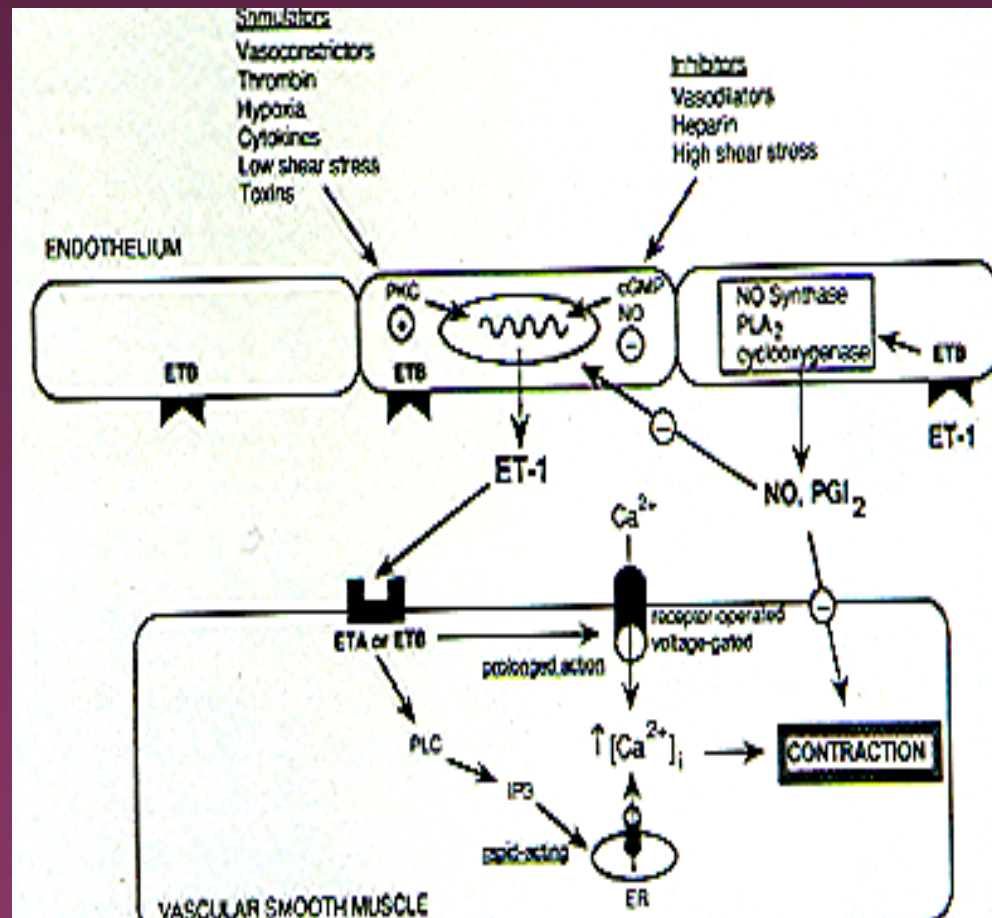 Stimulators
Vasoconstrictors
Thrombin
Hypoxia
Cytokines
Low shear stress
Toxins
Inhibitors
Vasodilators
Heparin
High shear stress
ENDOTHELIUM
PKC
+
cGMP
NO
−
NO Synthase
PLA2
cyclooxygenase
ETB
ETB
ETB
ET-1
ET-1
−
NO, PGI2
Ca2+
−
receptor-operated
voltage-gated
ETA or ETB
prolonged action
PLC
↑[Ca2+]i
CONTRACTION
IP3
rapid-acting
ER
VASCULAR SMOOTH MUSCLE